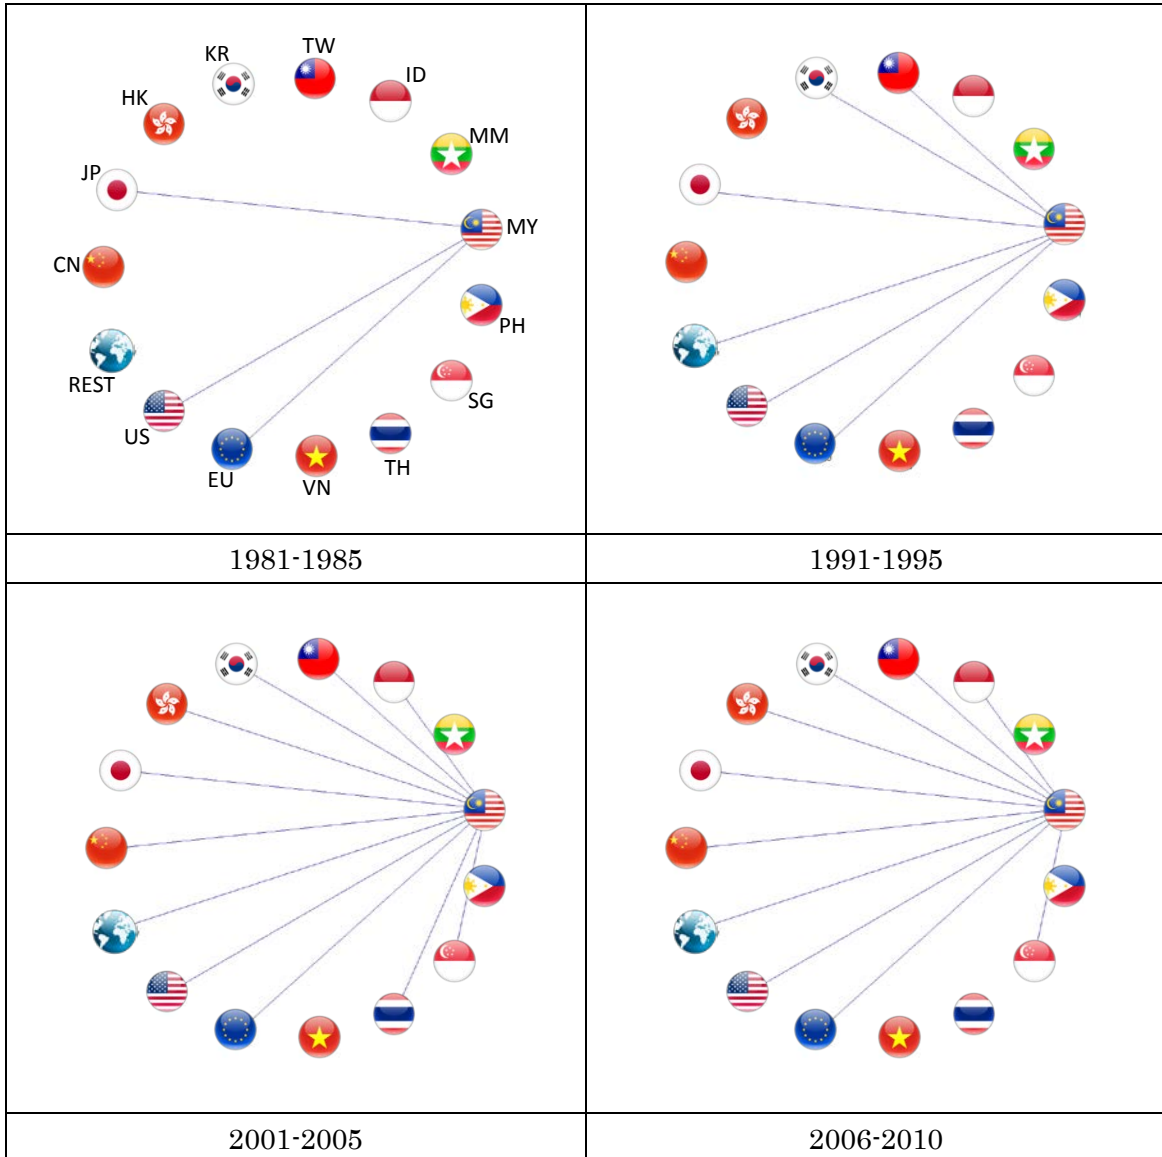 TW
KR
ID
HK
MM
JP
MY
CN
PH
REST
SG
US
TH
EU
VN
1981-1985
1991-1995
2001-2005
2006-2010